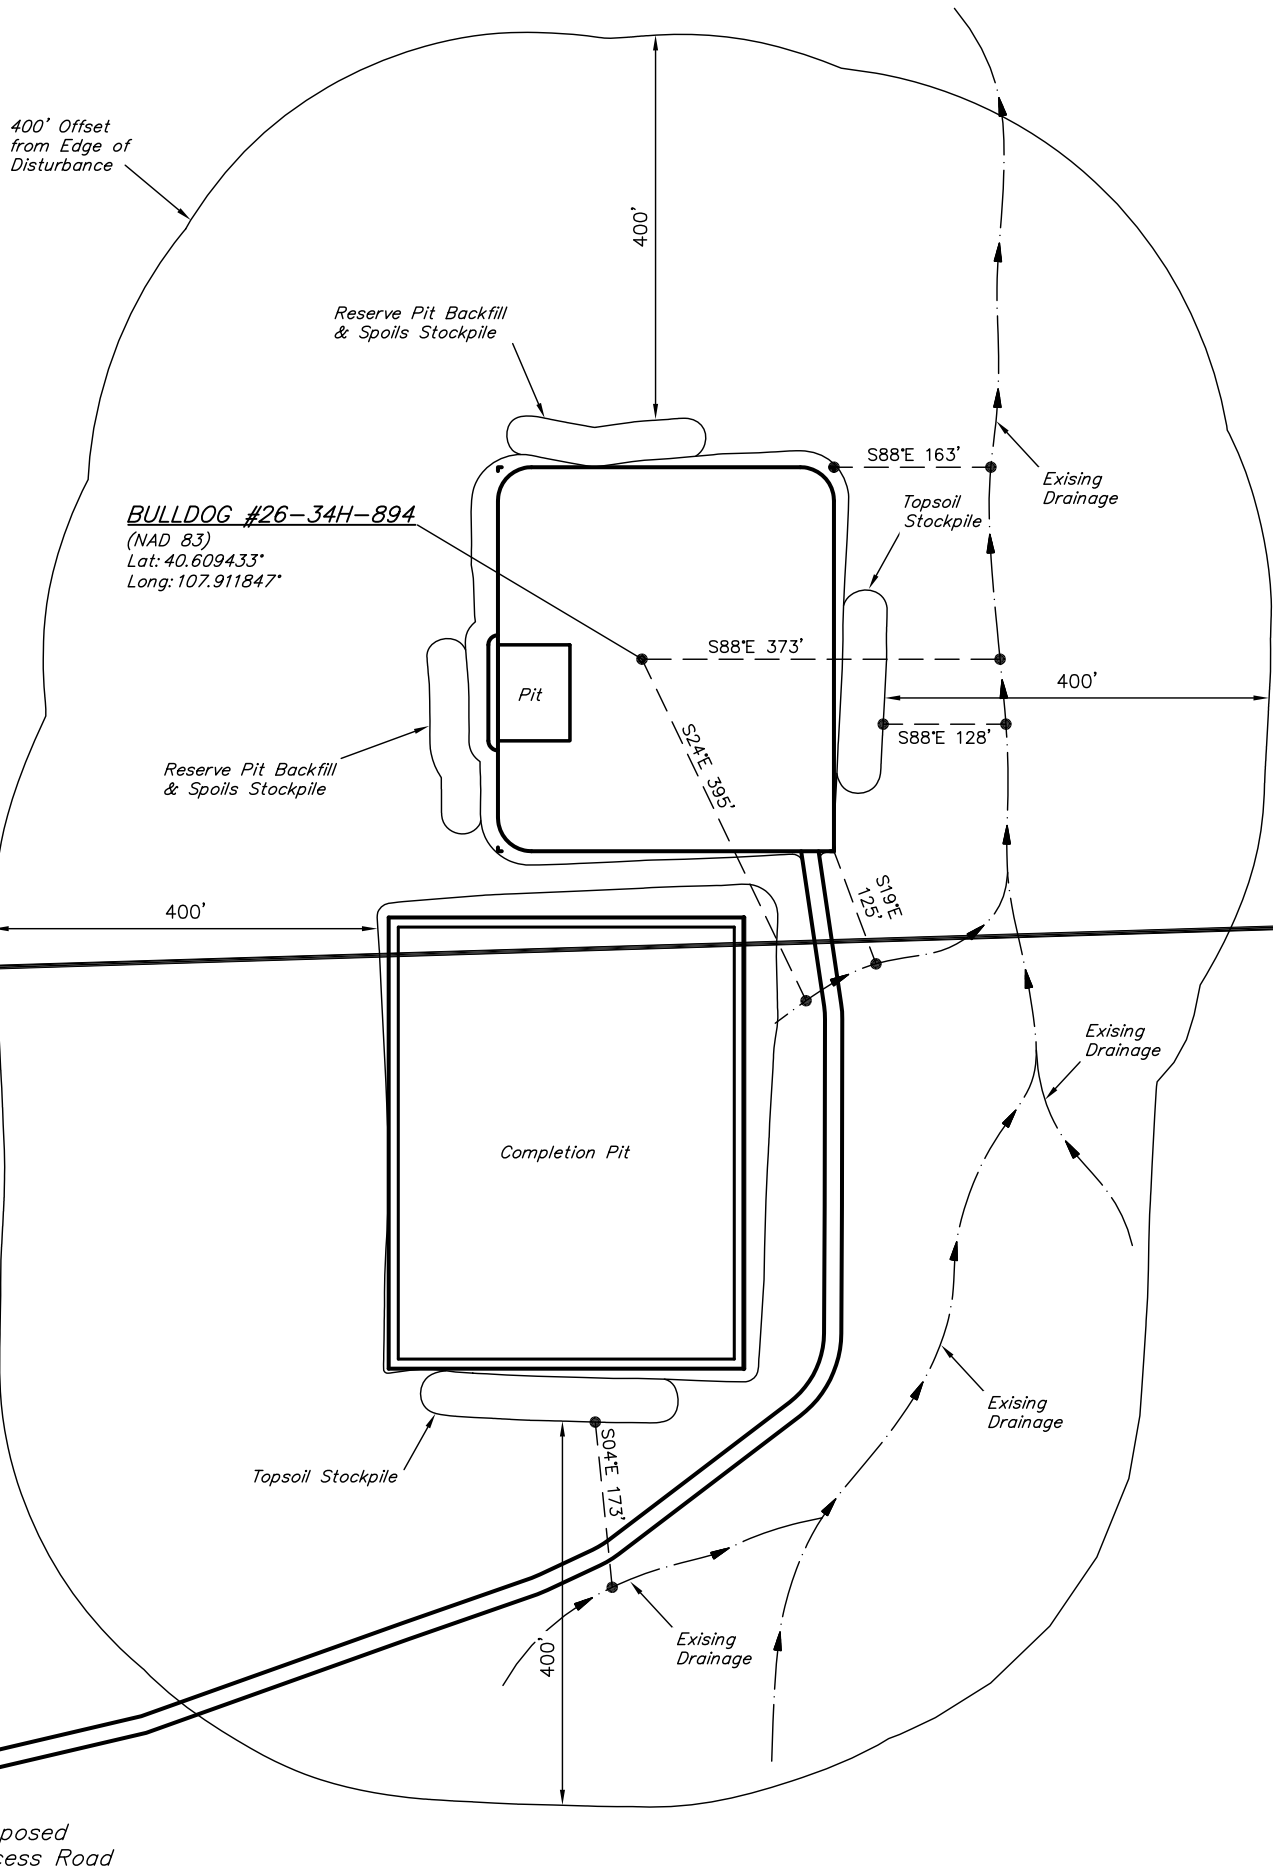 400' Offset
from Edge of
Disturbance
400'
Reserve Pit Backfill
& Spoils Stockpile
S88°E 163'
Exising
Drainage
Topsoil
Stockpile
BULLDOG #26-34H-894
(NAD 83)
Lat: 40.609433°
Long: 107.911847°
S88°E 373'
400'
Pit
S24°E 395'
S88°E 128'
Reserve Pit Backfill
& Spoils Stockpile
S19°E
125'
400'
Exising
Drainage
Completion Pit
Exising
Drainage
Topsoil Stockpile
S04°E 173'
400'
Exising
Drainage
posed
cess Road